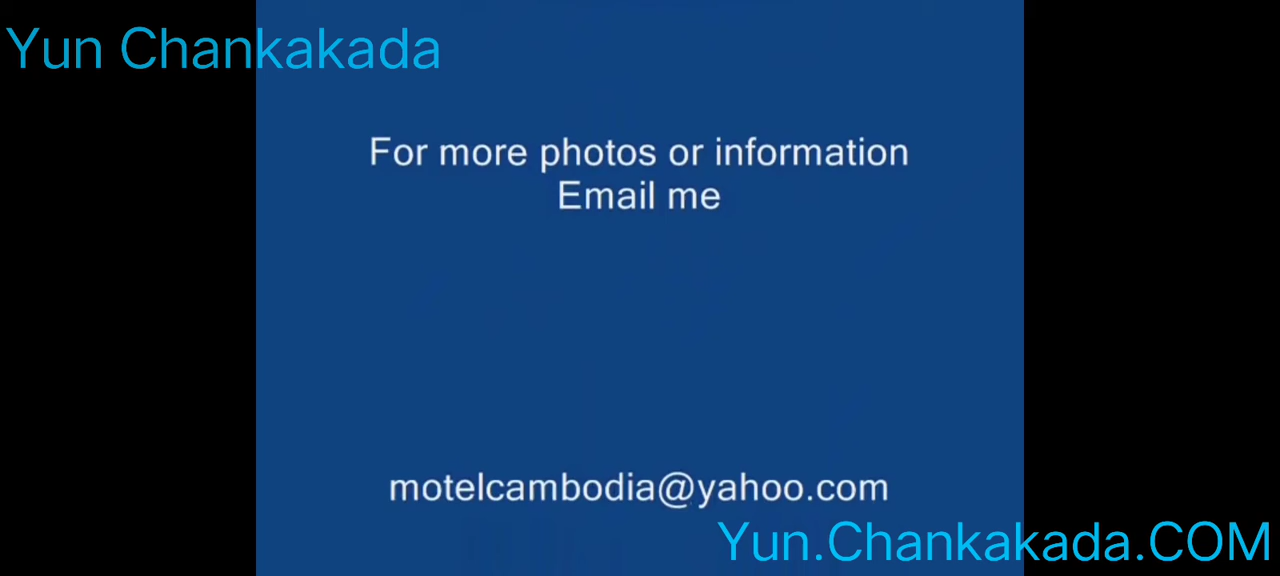 Yun Chankakada
For more photos or information
Email me
motelcambodia@yahoo.com
Yun.Chankakada.COM